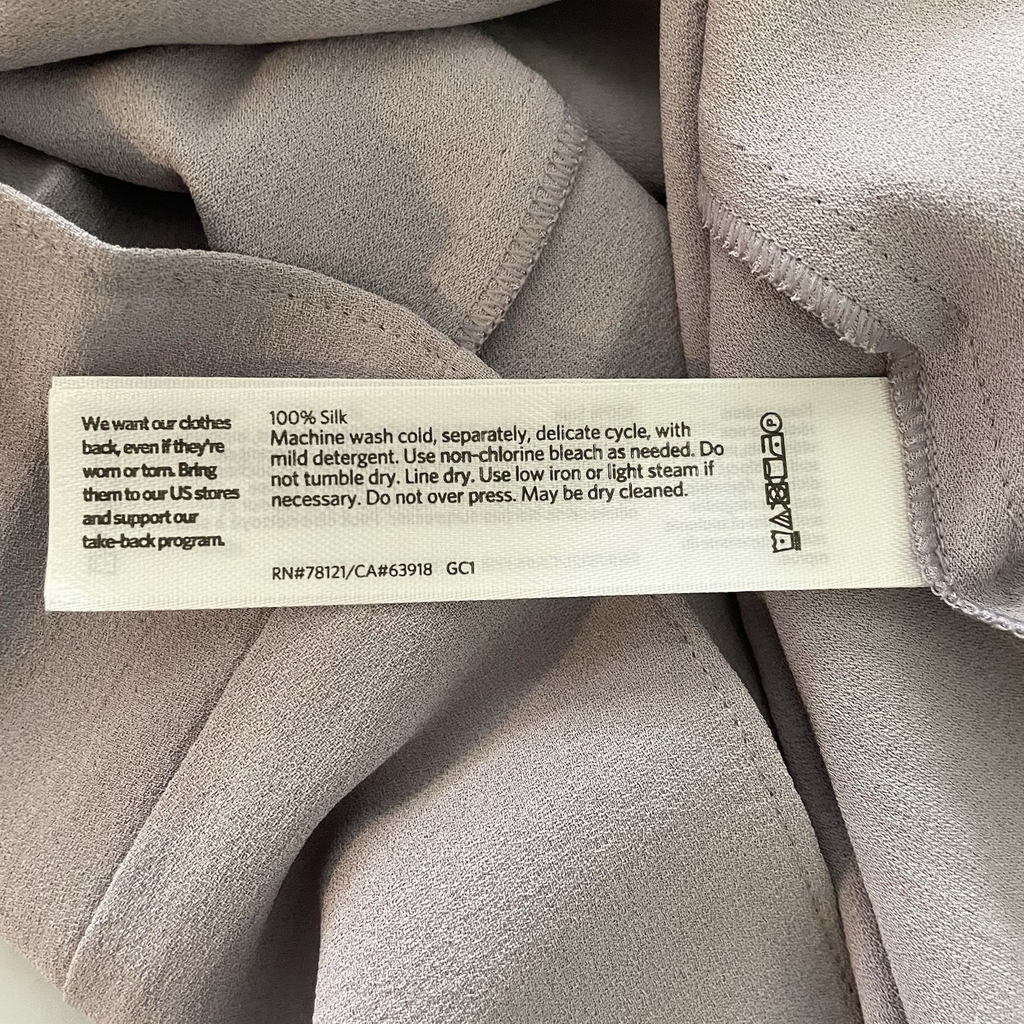 We want our clothes
back, even if they're
worn or torn. Bring
them to our US stores
and support our
take-back program.
100% Silk
Machine wash cold, separately, delicate cycle, with
mild detergent. Use non-chlorine bleach as needed. Do
not tumble dry. Line dry. Use low iron or light steam if
necessary. Do not over press. May be dry cleaned.
RN#78121/CA#63918 GC1
P